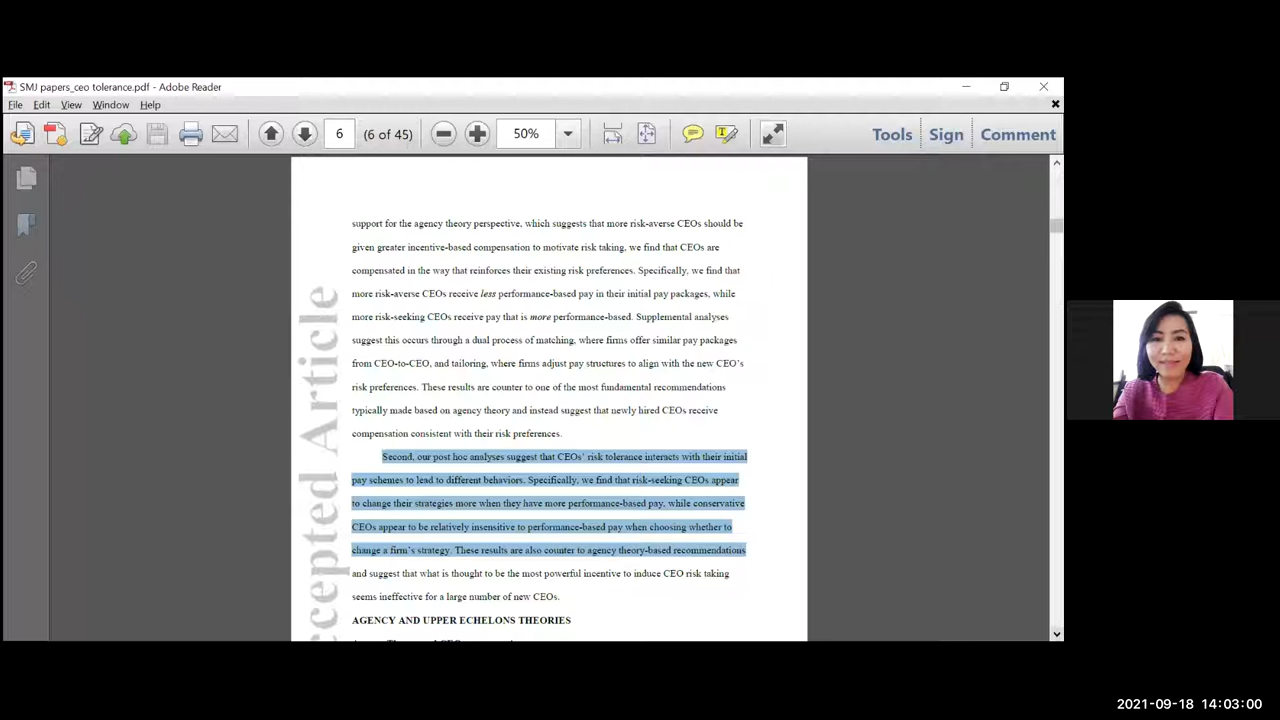 SMJ papers_ceo tolerance.pdf - Adobe Reader
File Edit View Window Help
6 (6 of 45) 50% Tools Sign Comment
support for the agency theory perspective, which suggests that more risk-averse CEOs should be
given greater incentive-based compensation to motivate risk taking, we find that CEOs are
compensated in the way that reinforces their existing risk preferences. Specifically, we find that
more risk-averse CEOs receive less performance-based pay in their initial pay packages, while
more risk-seeking CEOs receive pay that is more performance-based. Supplemental analyses
suggest this occurs through a dual process of matching, where firms offer similar pay packages
from CEO-to-CEO, and tailoring, where firms adjust pay structures to align with the new CEO's
risk preferences. These results are counter to one of the most fundamental recommendations
typically made based on agency theory and instead suggest that newly hired CEOs receive
compensation consistent with their risk preferences.
Second, our post hoc analyses suggest that CEOs' risk tolerance interacts with their initial
pay schemes to lead to different behaviors. Specifically, we find that risk-seeking CEOs appear
to change their strategies more when they have more performance-based pay, while conservative
CEOs appear to be relatively insensitive to performance-based pay when choosing whether to
change a firm's strategy. These results are also counter to agency theory-based recommendations
and suggest that what is thought to be the most powerful incentive to induce CEO risk taking
seems ineffective for a large number of new CEOs.
AGENCY AND UPPER ECHELONS THEORIES
ccepted Article
2021-09-18 14:03:00